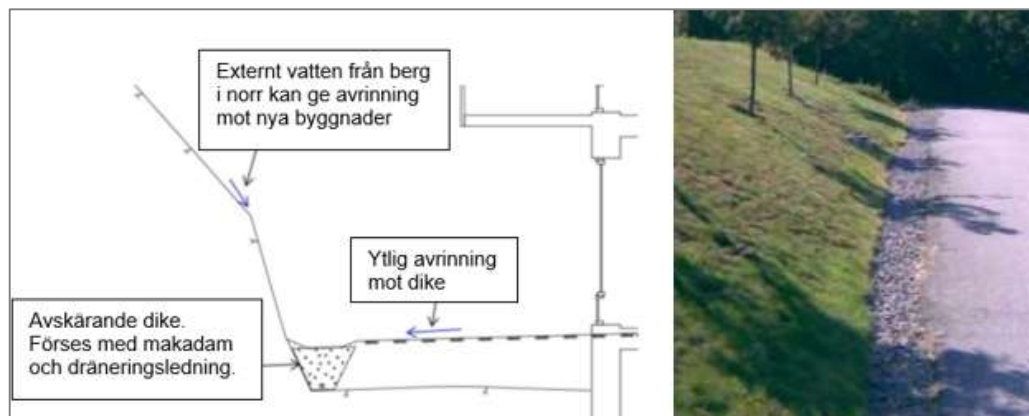 Externt vatten från berg
i norr kan ge avrinning
mot nya byggnader
Ytlig avrinning
mot dike
Avskärande dike.
Förses med makadam
och dräneringsledning.